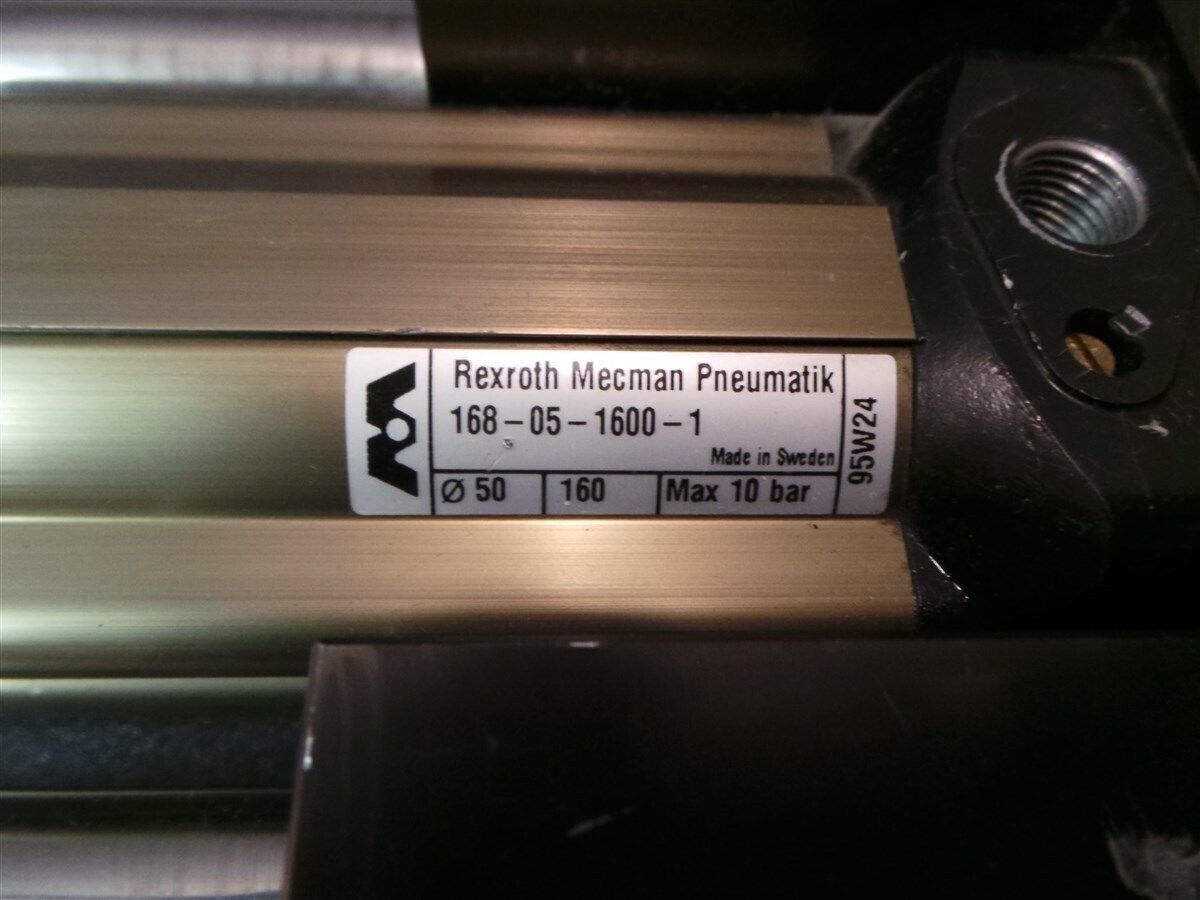 Rexroth Mecman Pneumatik
168-05-1600-1
Made in Sweden
Ø 50 160 Max 10 bar
95W24